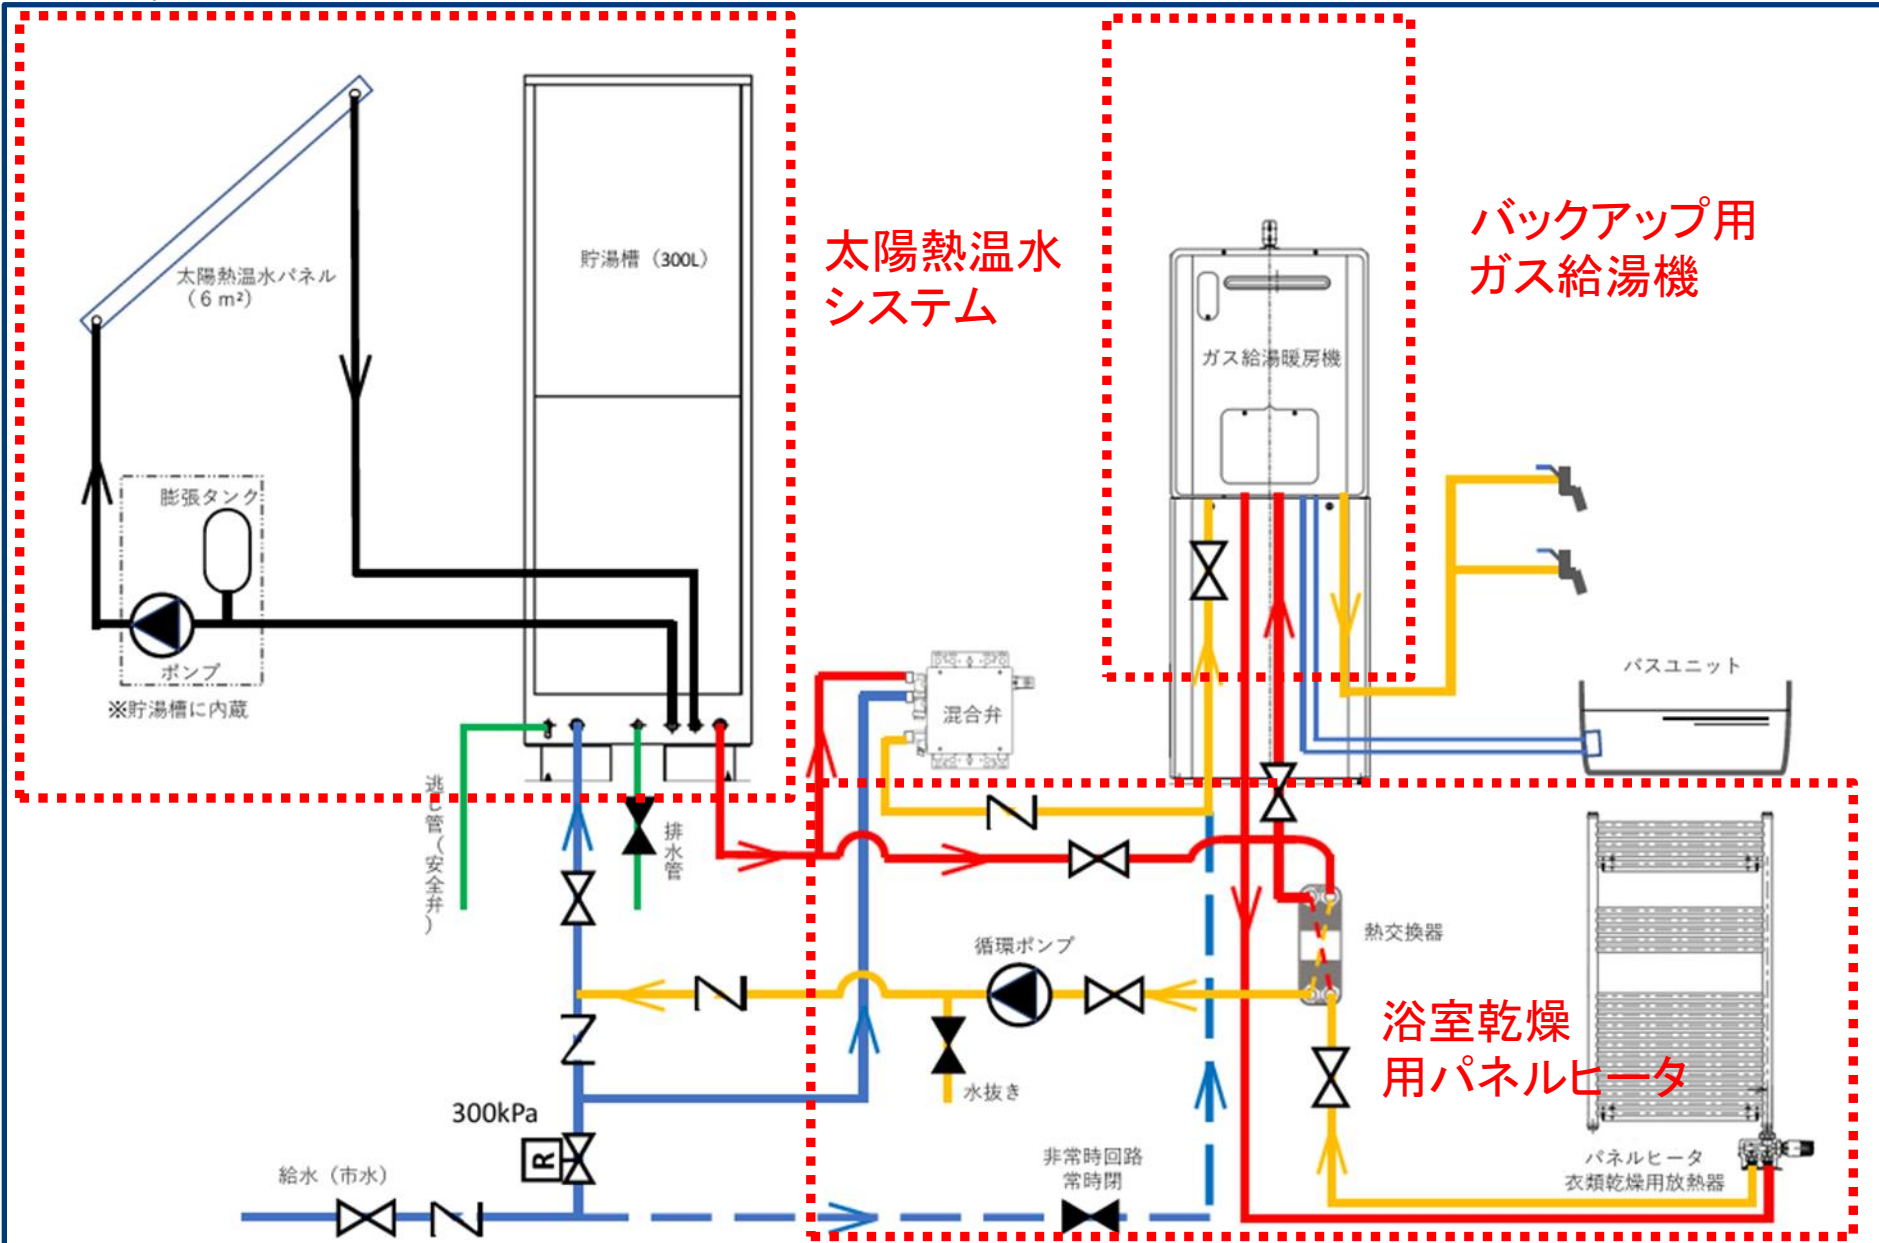 太陽熱温水パネル
（6 m²）
貯湯槽（300L）
太陽熱温水
システム
バックアップ用
ガス給湯機
ガス給湯暖房機
膨張タンク
ポンプ
※貯湯槽に内蔵
混合弁
バスユニット
逃し管（安全弁）
排水管
循環ポンプ
熱交換器
浴室乾燥
用パネルヒータ
水抜き
300kPa
R
給水（市水）
非常時回路
常時閉
パネルヒータ
衣類乾燥用放熱器